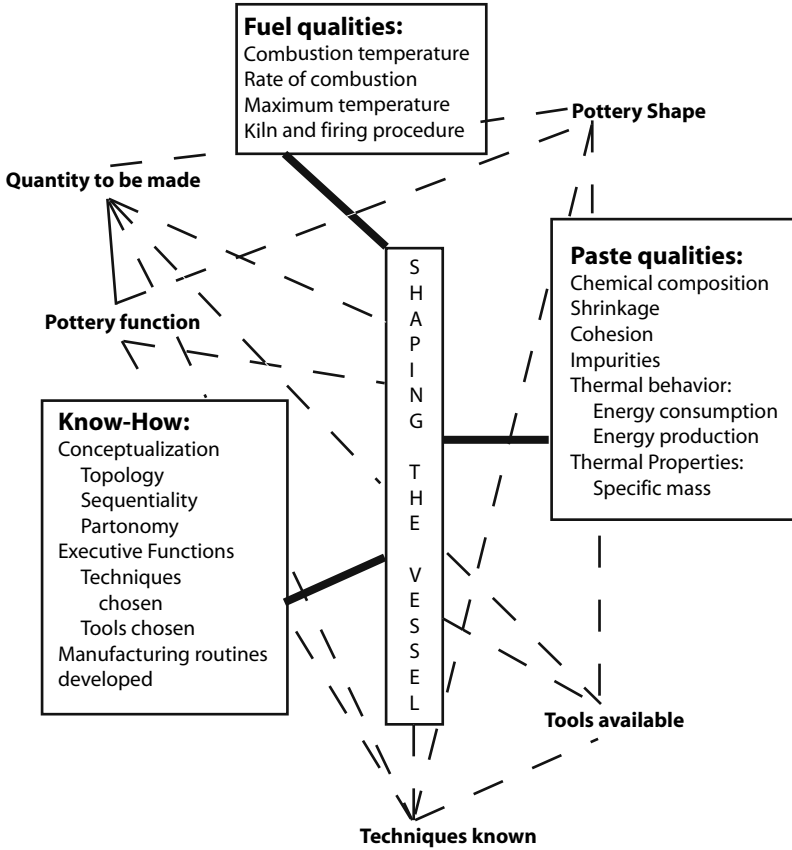 Fuel qualities:
Combustion temperature
Rate of combustion
Maximum temperature
Kiln and firing procedure
Pottery Shape
Quantity to be made
Pottery function
SHAPING THE VESSEL
Paste qualities:
Chemical composition
Shrinkage
Cohesion
Impurities
Thermal behavior:
Energy consumption
Energy production
Thermal Properties:
Specific mass
Know-How:
Conceptualization
Topology
Sequentiality
Partonomy
Executive Functions
Techniques
chosen
Tools chosen
Manufacturing routines
developed
Tools available
Techniques known